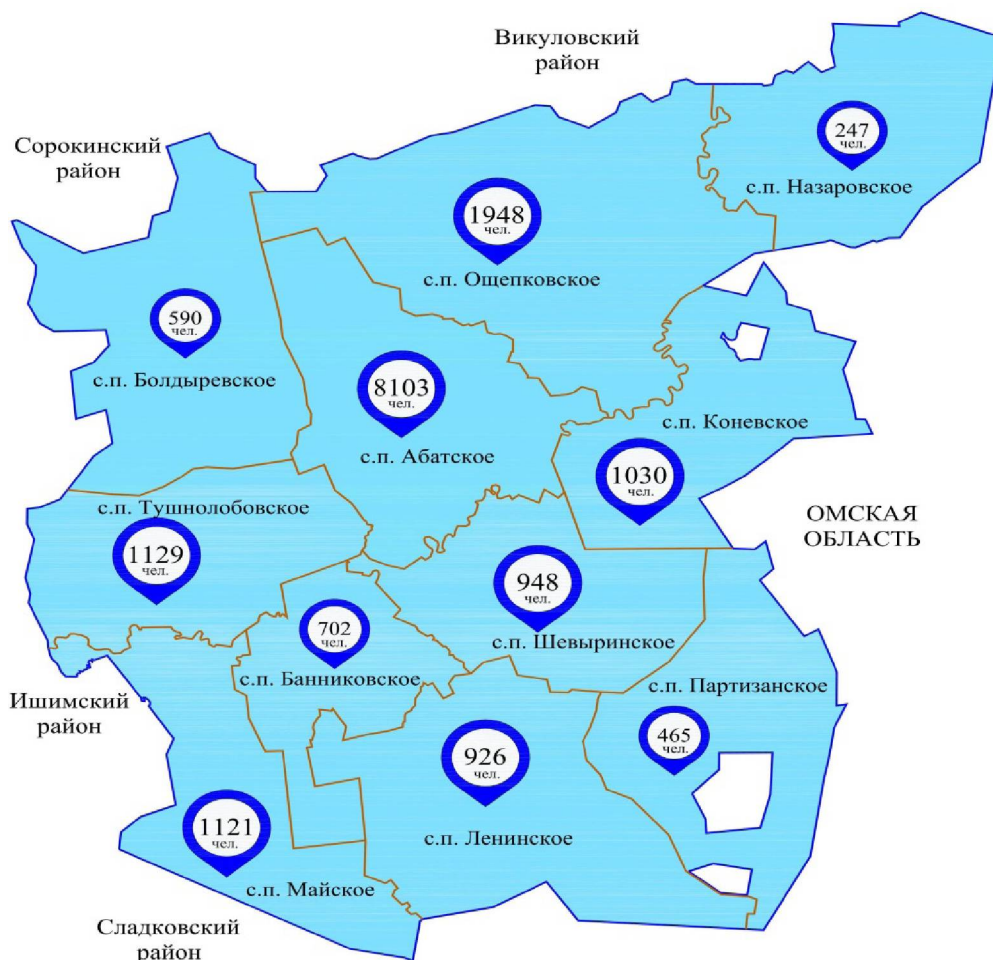 Викуловский
район
Сорокинский
район
247
чел.
с.п. Назаровское
1948
чел.
с.п. Ощепковское
590
чел.
с.п. Болдыревское
8103
чел.
с.п. Абатское
с.п. Коневское
1030
чел.
с.п. Тушнолобовское
1129
чел.
ОМСКАЯ
ОБЛАСТЬ
948
чел.
с.п. Шевыринское
702
чел.
с.п. Банниковское
с.п. Партизанское
465
чел.
Ишимский
район
926
чел.
с.п. Ленинское
1121
чел.
с.п. Майское
Сладковский
район